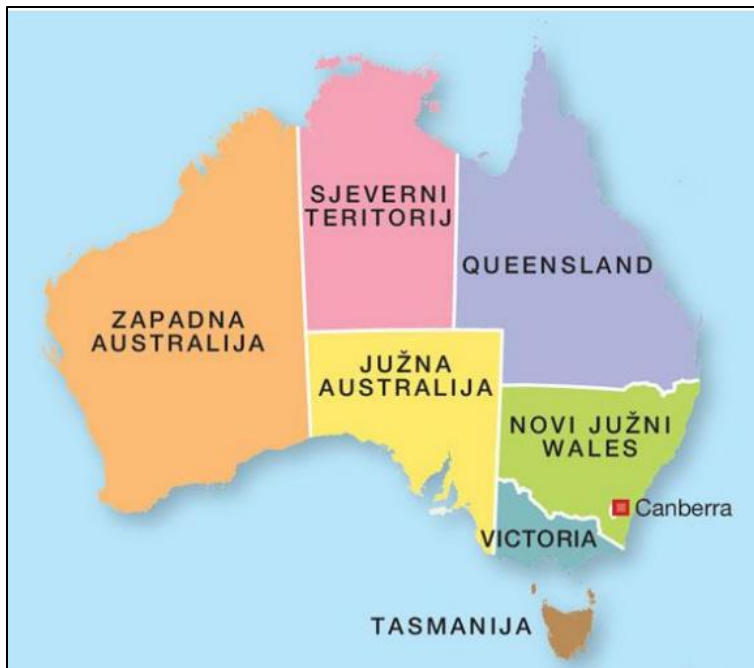 SJEVERNI
TERITORIJ
QUEENSLAND
ZAPADNA
AUSTRALIJA
JUŽNA
AUSTRALIJA
NOVI JUŽNI
WALES
Canberra
VICTORIA
TASMANIJA